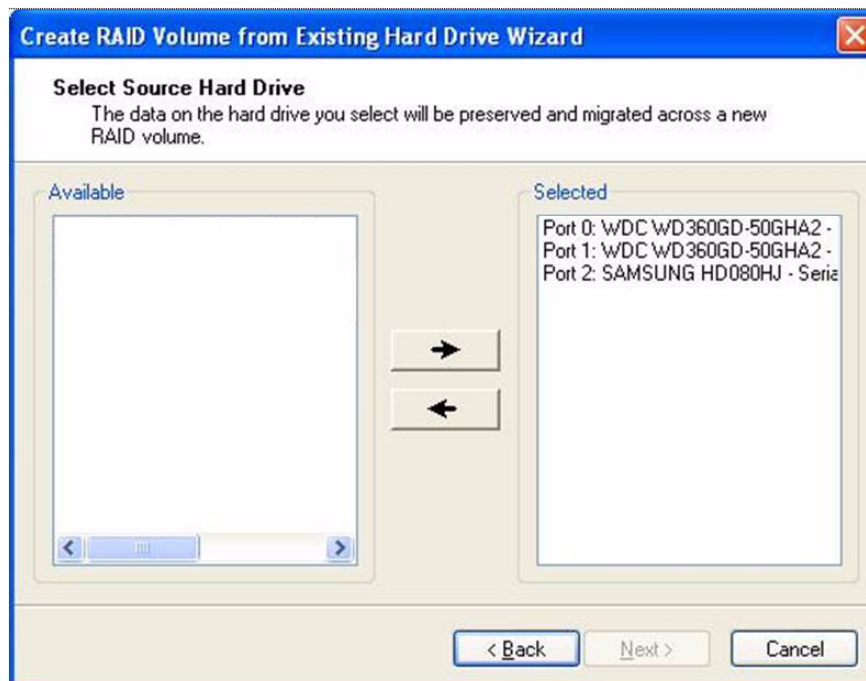 Create RAID Volume from Existing Hard Drive Wizard
Select Source Hard Drive
The data on the hard drive you select will be preserved and migrated across a new
RAID volume.
Available
Selected
Port 0: WDC WD360GD-50GHA2 -
Port 1: WDC WD360GD-50GHA2 -
Port 2: SAMSUNG HD080HJ - Seria
< Back
Next >
Cancel